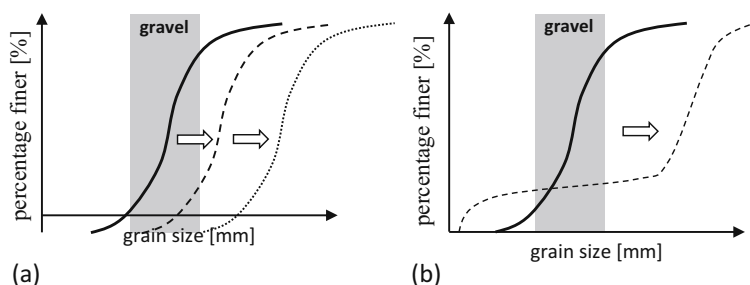 gravel
percentage finer [%]
grain size [mm]
(a)
gravel
percentage finer [%]
grain size [mm]
(b)